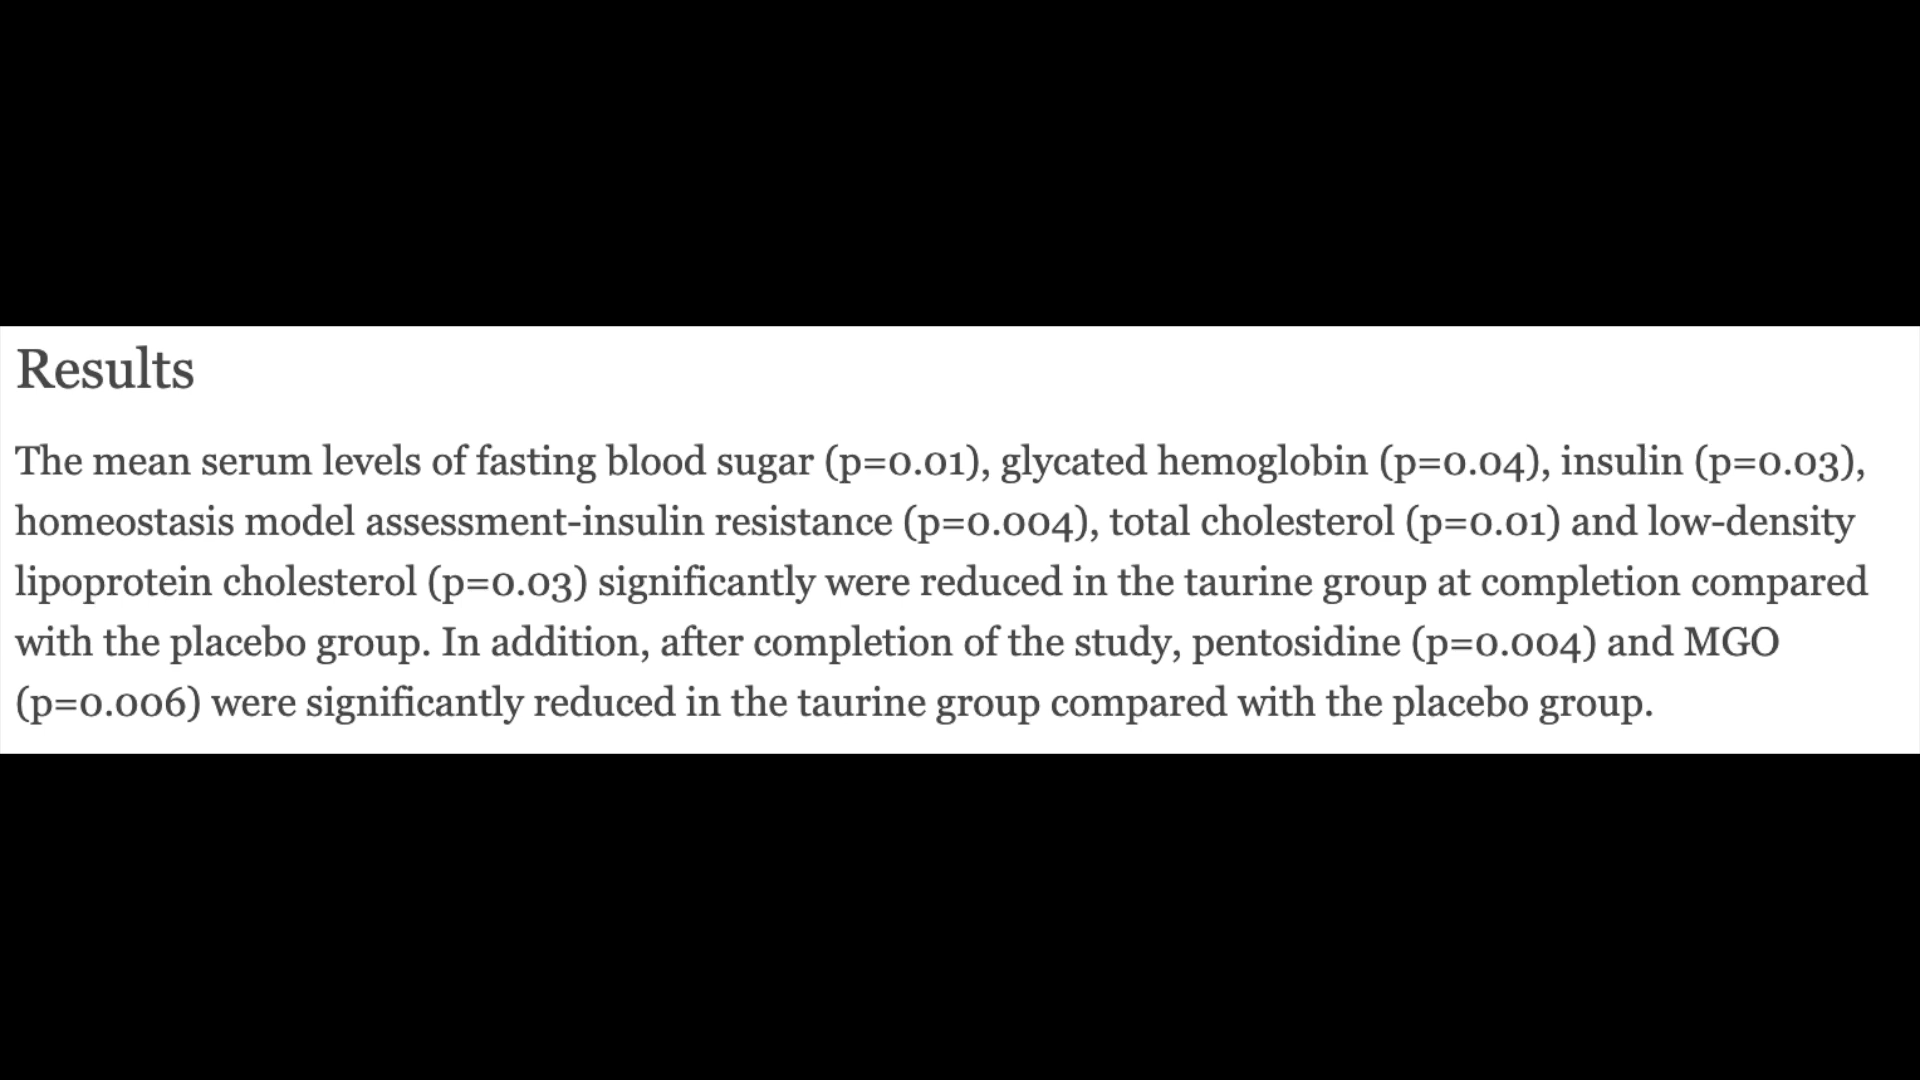 Results
The mean serum levels of fasting blood sugar (p=0.01), glycated hemoglobin (p=0.04), insulin (p=0.03),
homeostasis model assessment-insulin resistance (p=0.004), total cholesterol (p=0.01) and low-density
lipoprotein cholesterol (p=0.03) significantly were reduced in the taurine group at completion compared
with the placebo group. In addition, after completion of the study, pentosidine (p=0.004) and MGO
(p=0.006) were significantly reduced in the taurine group compared with the placebo group.